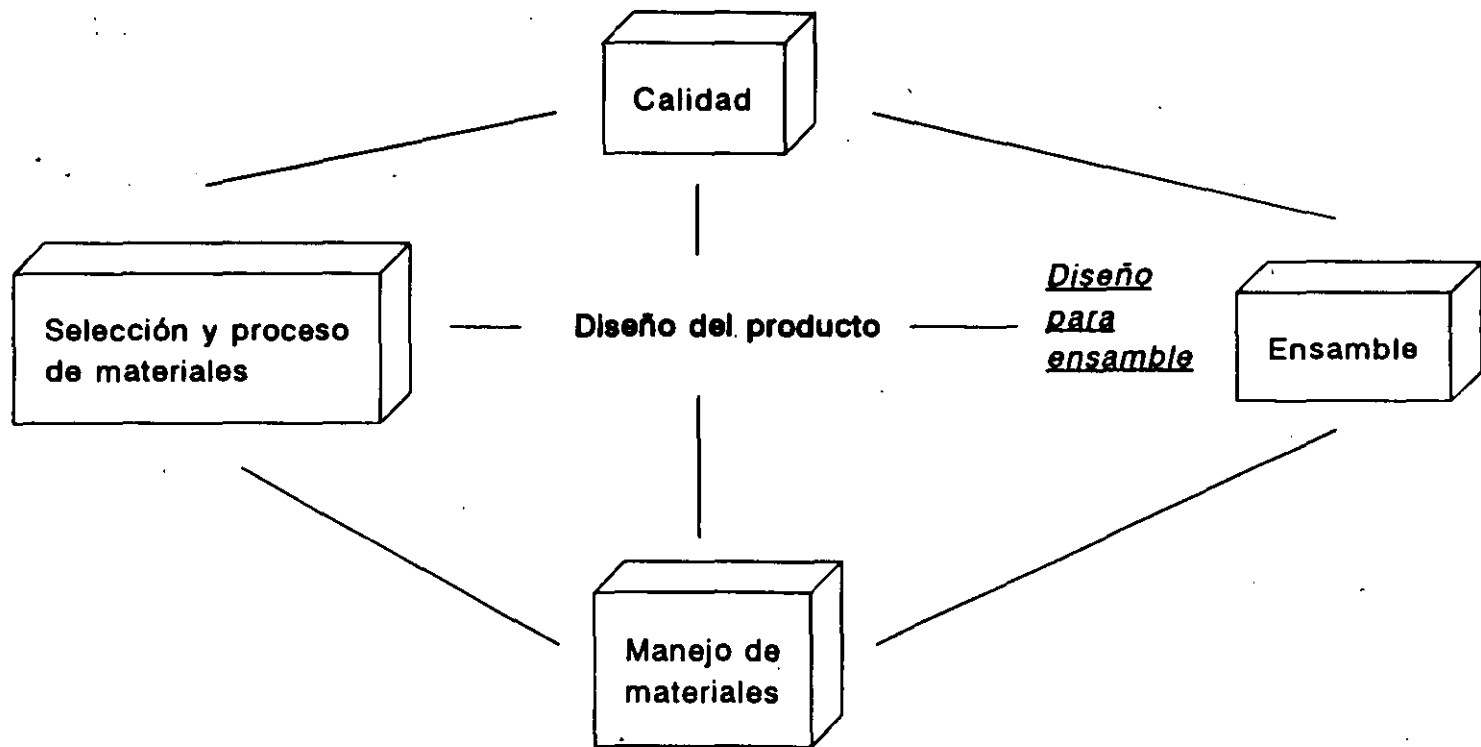 Calidad
Selección y proceso
de materiales
Diseño del producto
Diseño
para
ensamble
Ensamble
Manejo de
materiales